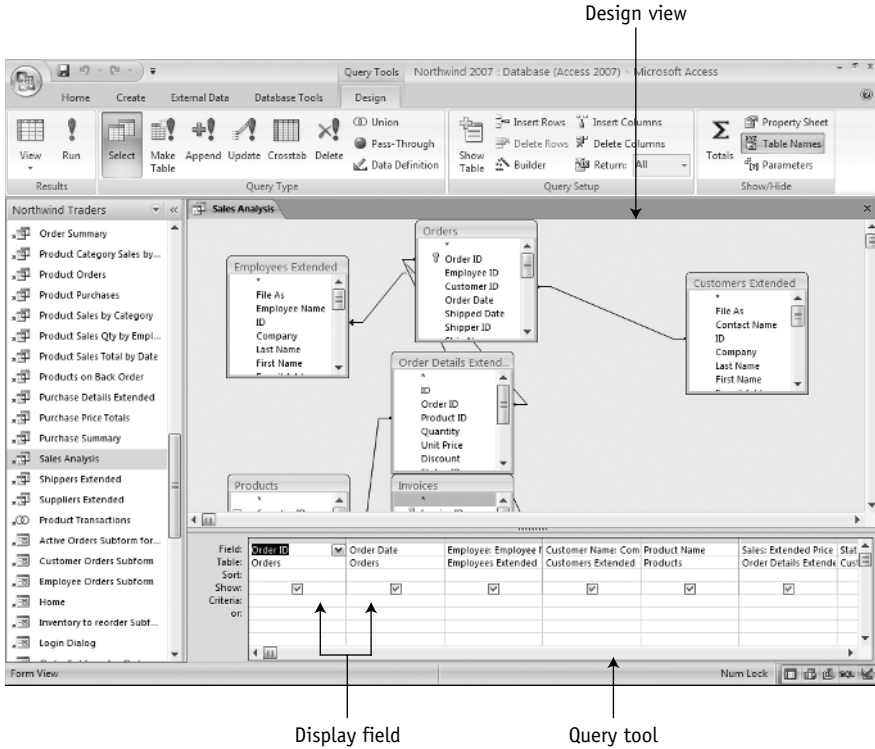 Design view
Query Tools Northwind 2007 : Database (Access 2007) - Microsoft Access
Home Create External Data Database Tools Design
View
Run
Results
Select
Make Table
Append
Update
Crosstab
Delete
Union
Pass-Through
Data Definition
Query Type
Show Table
Insert Rows
Delete Rows
Builder
Insert Columns
Delete Columns
Return: All
Query Setup
Totals
Property Sheet
Table Names
Parameters
Show/Hide
Northwind Traders
Order Summary
Product Category Sales by...
Product Orders
Product Purchases
Product Sales by Category
Product Sales Qty by Empl...
Product Sales Total by Date
Products on Back Order
Purchase Details Extended
Purchase Price Totals
Purchase Summary
Sales Analysis
Shippers Extended
Suppliers Extended
Product Transactions
Active Orders Subform for...
Customer Orders Subform
Employee Orders Subform
Home
Inventory to reorder Subf...
Login Dialog
Sales Analysis
Employees Extended
*
File As
Employee Name
ID
Company
Last Name
First Name
Orders
*
Order ID
Employee ID
Customer ID
Order Date
Shipped Date
Shipper ID
Customers Extended
*
File As
Contact Name
ID
Company
Last Name
First Name
Order Details Extend...
*
ID
Order ID
Product ID
Quantity
Unit Price
Discount
Products
*
Invoices
*
Field: Order ID Order Date Employee: Employee N Customer Name: Com Product Name Sales: Extended Price Stat
Table: Orders Orders Employees Extended Customers Extended Products Order Details Extende Cust
Sort:
Show:
Criteria:
or:
Form View Num Lock SQL
Display field Query tool